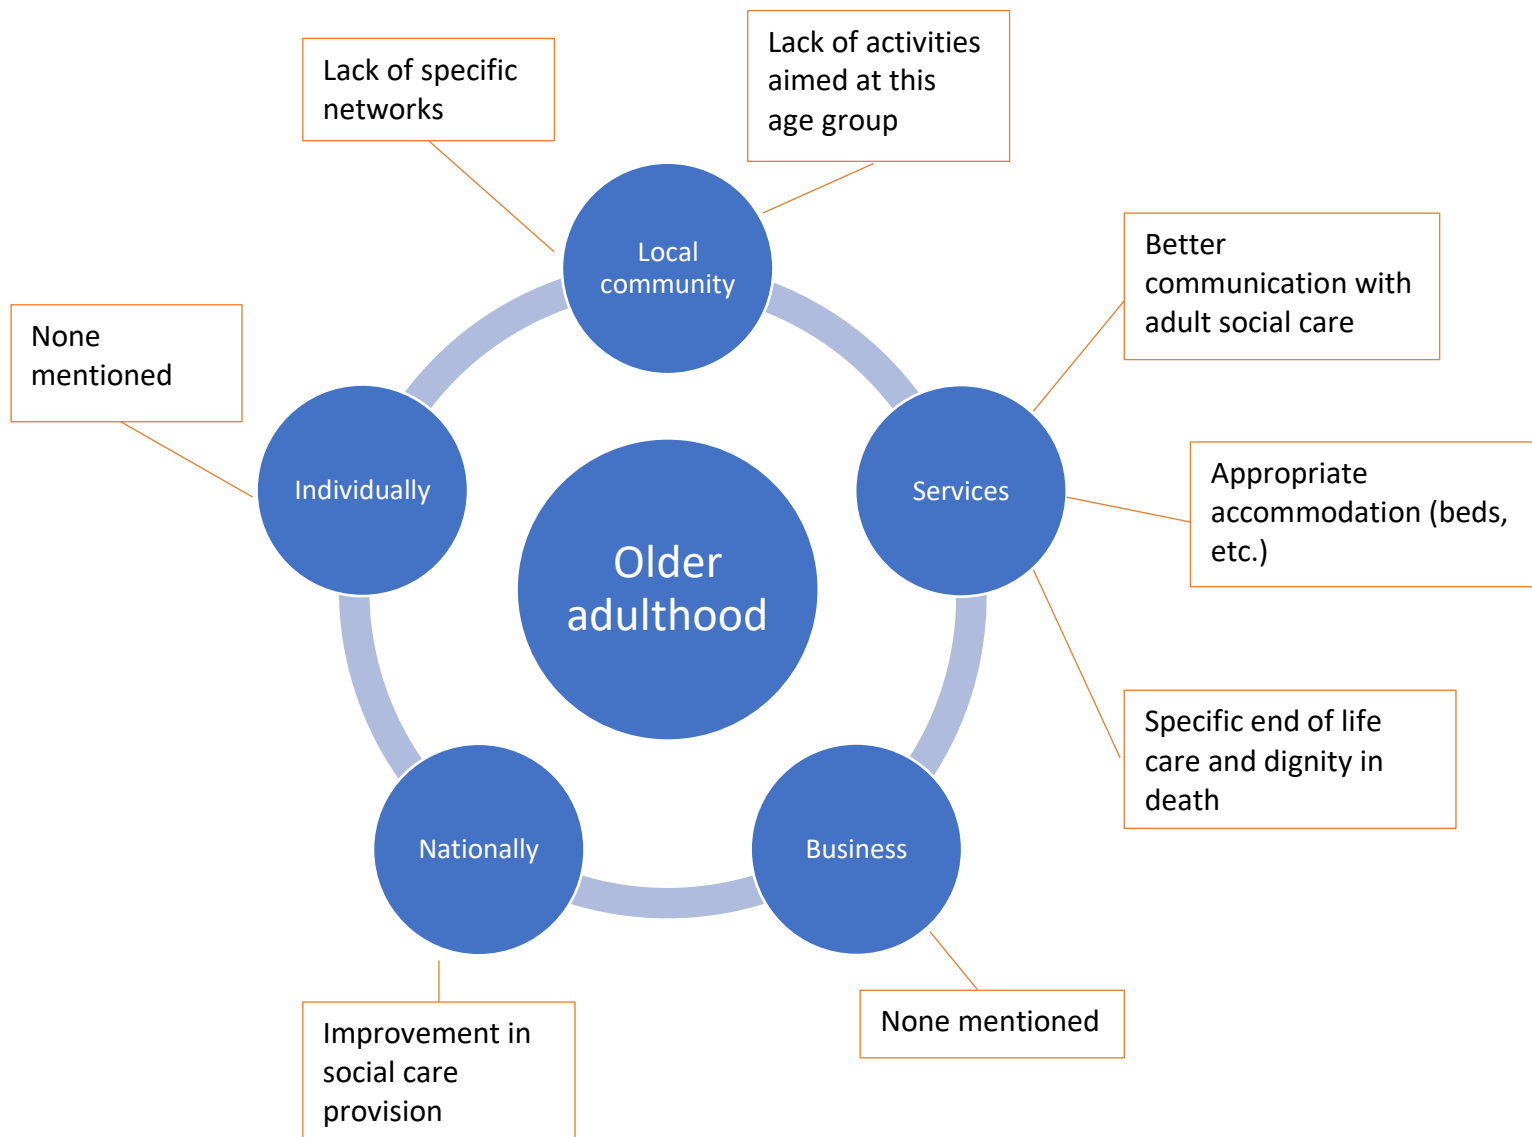 Lack of specific
networks
Lack of activities
aimed at this
age group
Local
community
Better
communication with
adult social care
None
mentioned
Individually
Services
Appropriate
accommodation (beds,
etc.)
Older
adulthood
Specific end of life
care and dignity in
death
Nationally
Business
None mentioned
Improvement in
social care
provision